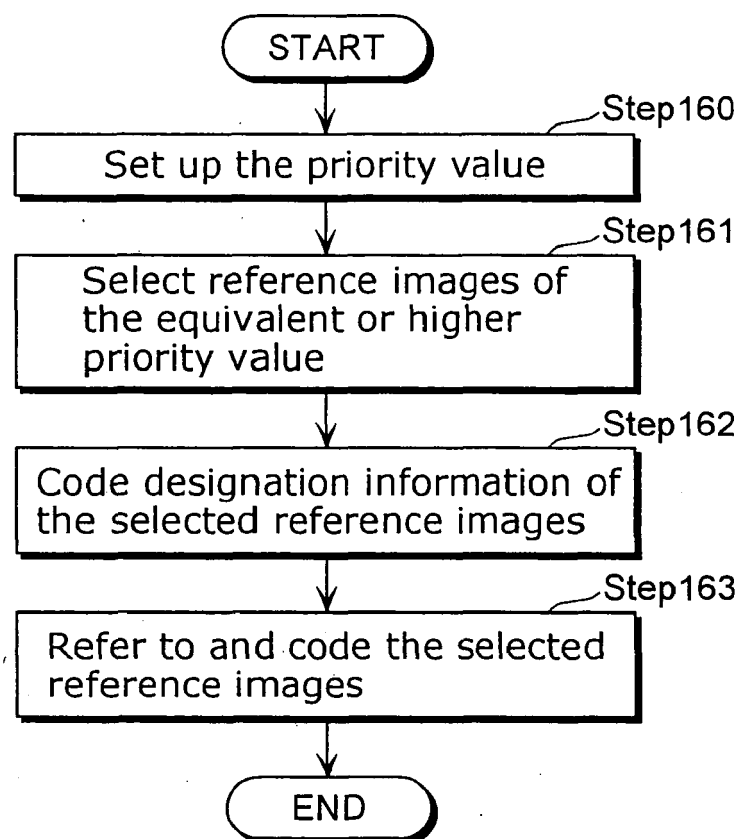 START
Step160
Set up the priority value
Step161
Select reference images of
the equivalent or higher
priority value
Step162
Code designation information of
the selected reference images
Step163
Refer to and code the selected
reference images
END